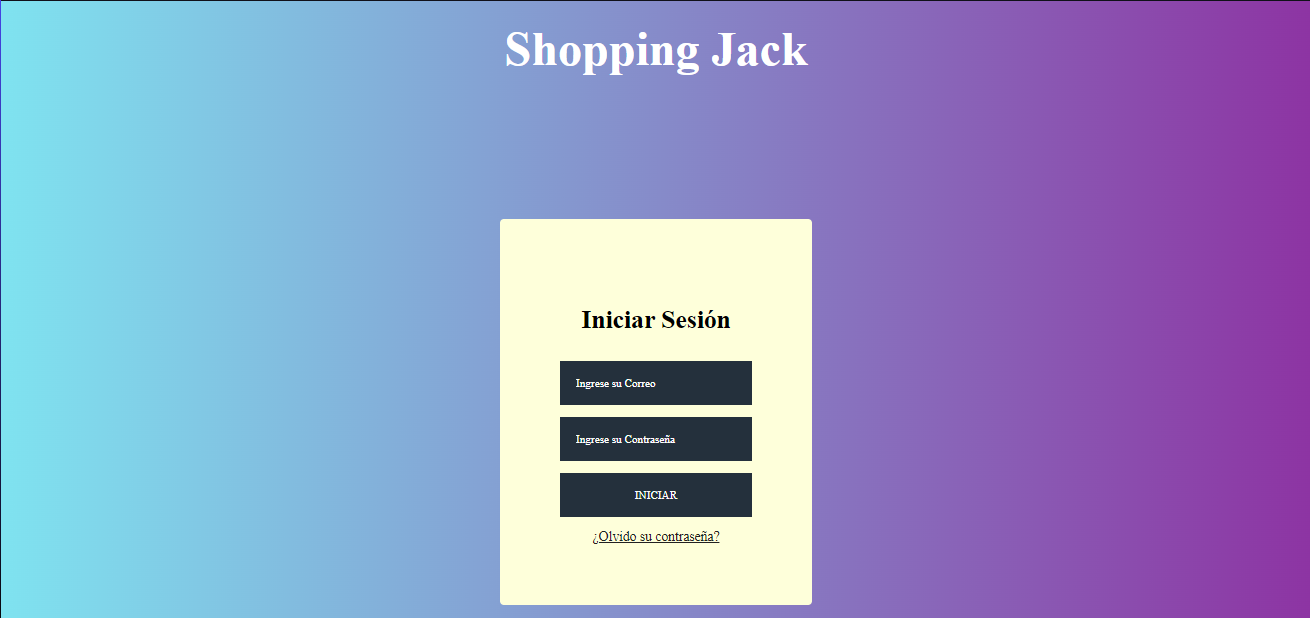 Shopping Jack
Iniciar Sesión
Ingrese su Correo
Ingrese su Contraseña
INICIAR
¿Olvido su contraseña?